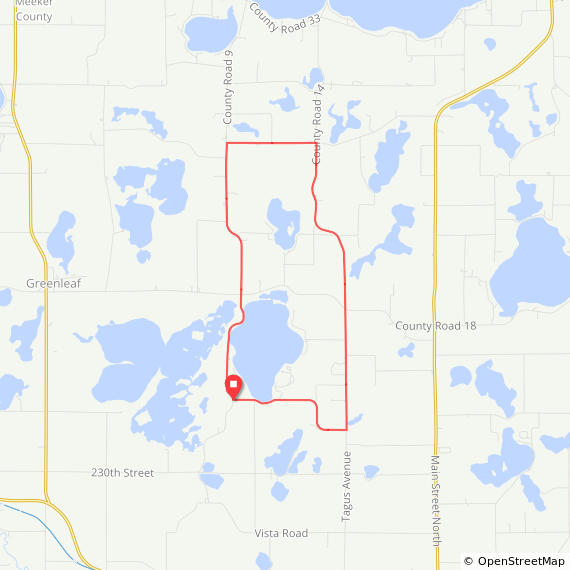 Meeker
County
County Road 33
County Road 9
County Road 14
Greenleaf
County Road 18
230th Street
Tagus Avenue
Main Street North
Vista Road
© OpenStreetMap